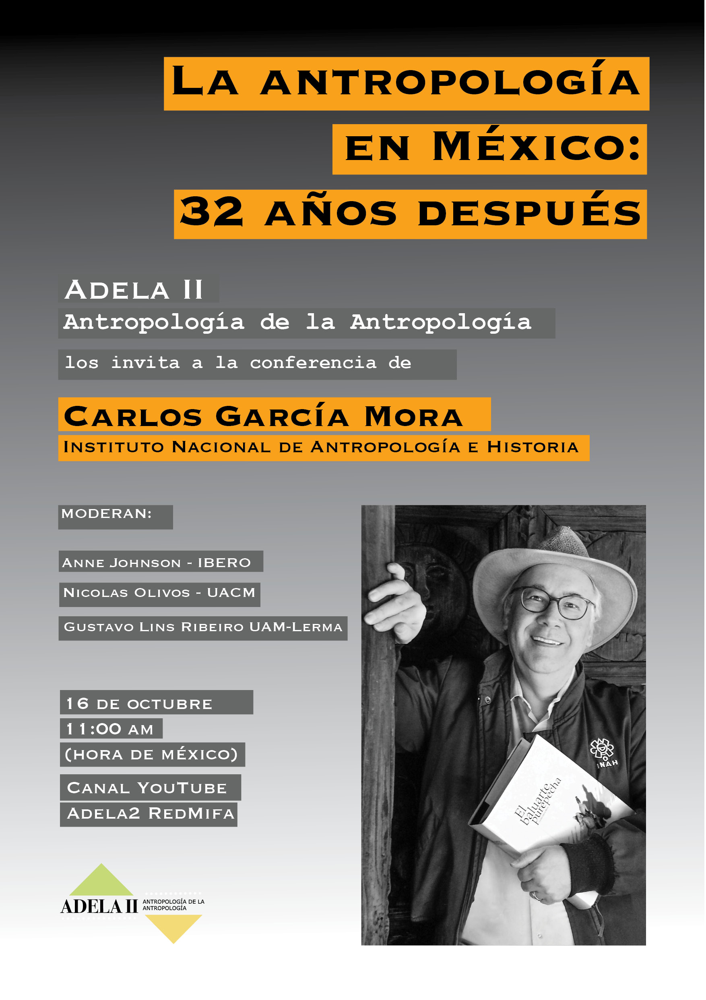 La antropología
en México:
32 años después
Adela II
Antropología de la Antropología
los invita a la conferencia de
Carlos García Mora
Instituto Nacional de Antropología e Historia
MODERAN:
Anne Johnson - IBERO
Nicolas Olivos - UACM
Gustavo Lins Ribeiro UAM-Lerma
16 de octubre
11:00 am
(hora de méxico)
Canal YouTube
Adela2 RedMifa
INAH
El
baluarte
purépecha
ADELA II
ANTROPOLOGÍA DE LA
ANTROPOLOGÍA